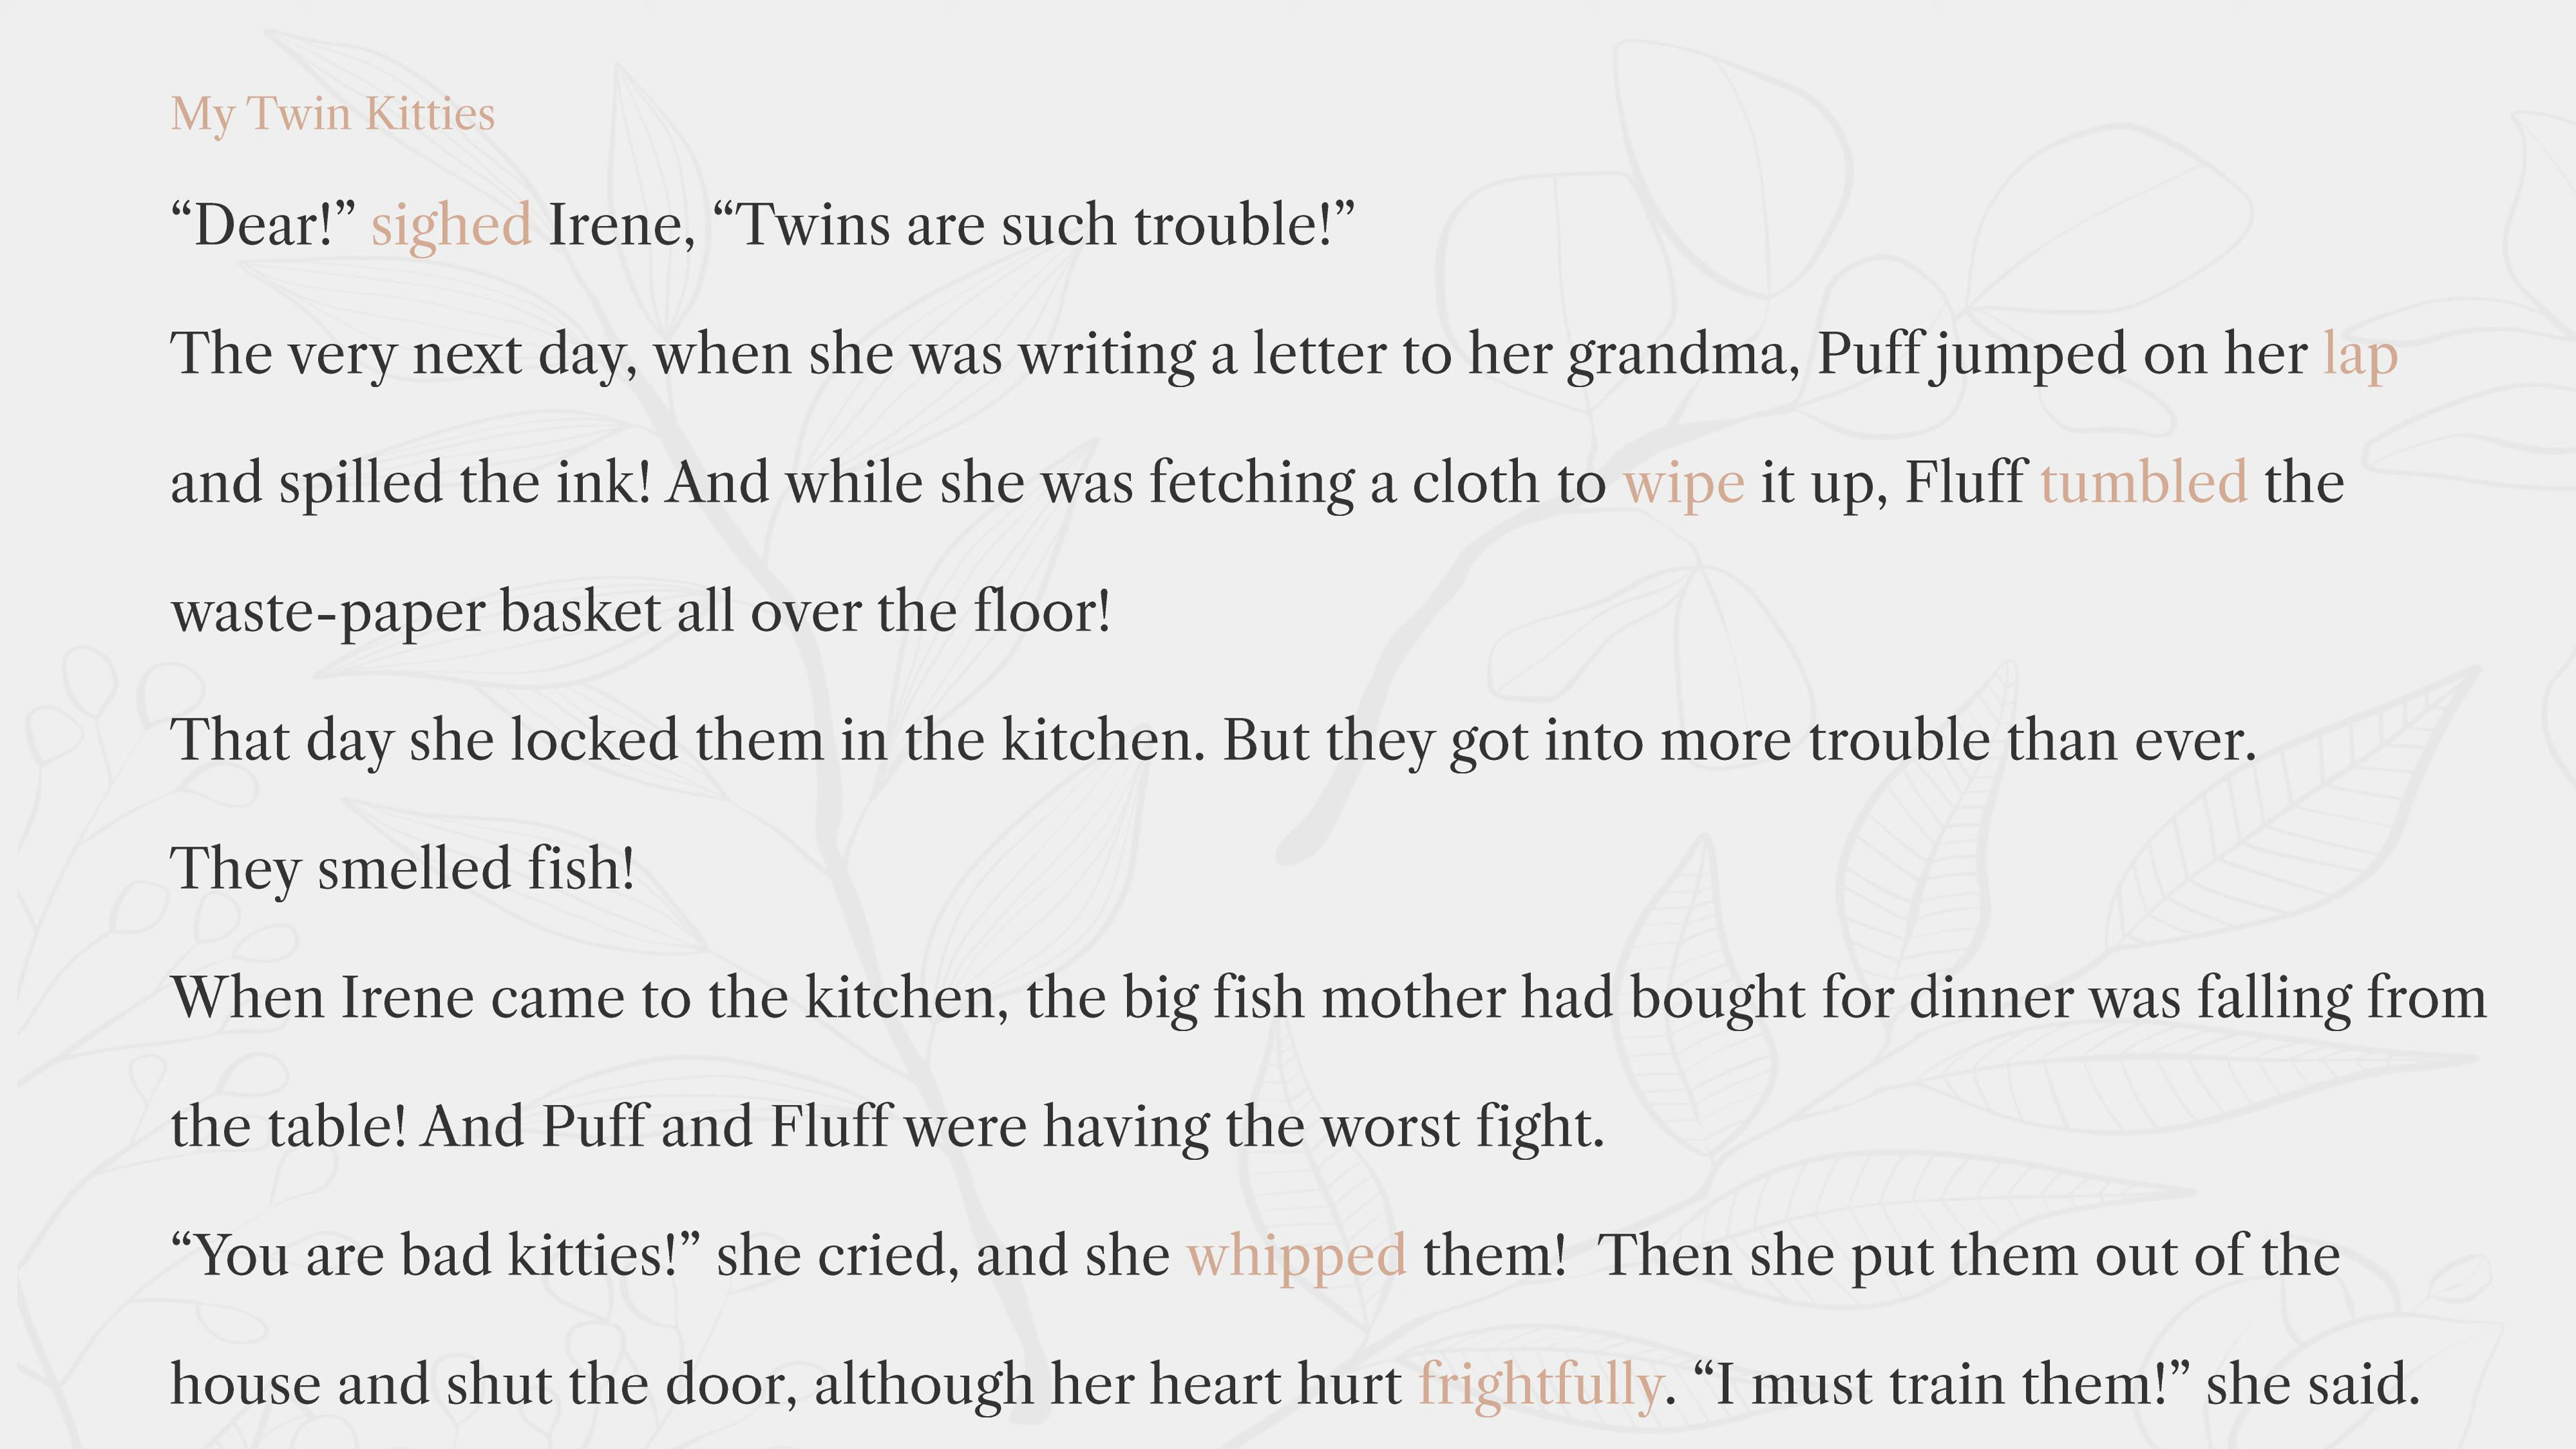 My Twin Kitties
“Dear!” sighed Irene, “Twins are such trouble!”
The very next day, when she was writing a letter to her grandma, Puff jumped on her lap
and spilled the ink! And while she was fetching a cloth to wipe it up, Fluff tumbled the
waste-paper basket all over the floor!
That day she locked them in the kitchen. But they got into more trouble than ever.
They smelled fish!
When Irene came to the kitchen, the big fish mother had bought for dinner was falling from
the table! And Puff and Fluff were having the worst fight.
“You are bad kitties!” she cried, and she whipped them!  Then she put them out of the
house and shut the door, although her heart hurt frightfully. “I must train them!” she said.